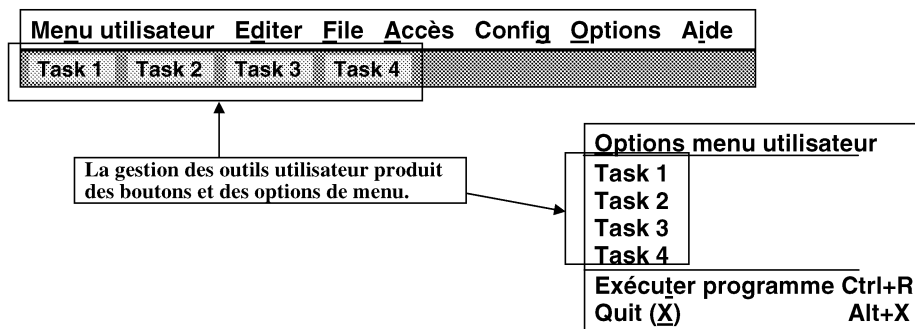 Menu utilisateur Editer File Accès Config Options Aide
Task 1 Task 2 Task 3 Task 4
La gestion des outils utilisateur produit
des boutons et des options de menu.
Options menu utilisateur
Task 1
Task 2
Task 3
Task 4
Exécuter programme Ctrl+R
Quit (X) Alt+X